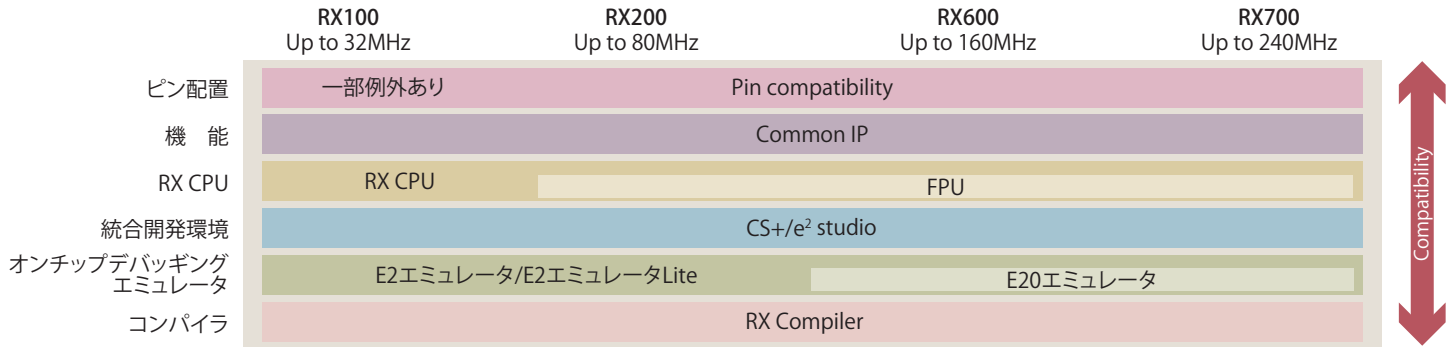 RX100
Up to 32MHz
RX200
Up to 80MHz
RX600
Up to 160MHz
RX700
Up to 240MHz
ピン配置
一部例外あり
Pin compatibility
機　能
Common IP
RX CPU
RX CPU
FPU
統合開発環境
CS+/e² studio
オンチップデバッギング
エミュレータ
E2エミュレータ/E2エミュレータLite
E20エミュレータ
コンパイラ
RX Compiler
Compatibility